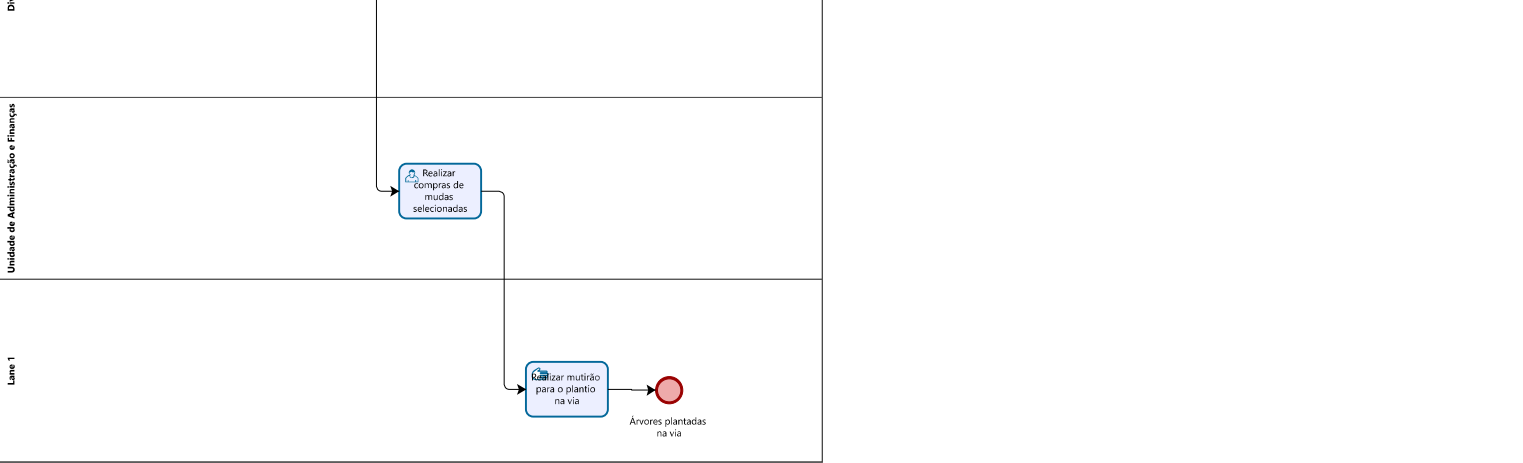 Unidade de Administração e Finanças
Realizar
compras de
mudas
selecionadas
Lane 1
Realizar mutirão
para o plantio
na via
Árvores plantadas
na via